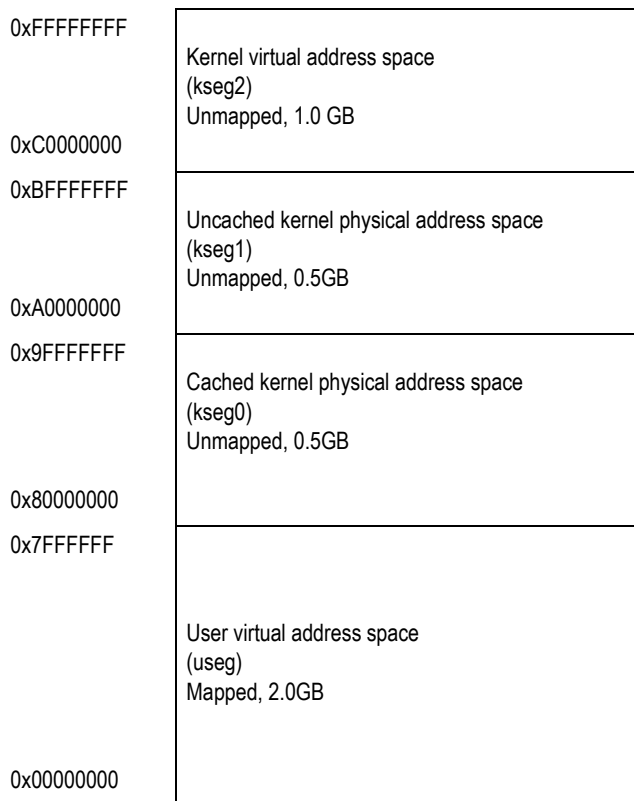 0xFFFFFFFF
Kernel virtual address space
(kseg2)
Unmapped, 1.0 GB
0xC0000000
0xBFFFFFFF
Uncached kernel physical address space
(kseg1)
Unmapped, 0.5GB
0xA0000000
0x9FFFFFFF
Cached kernel physical address space
(kseg0)
Unmapped, 0.5GB
0x80000000
0x7FFFFFF
User virtual address space
(useg)
Mapped, 2.0GB
0x00000000